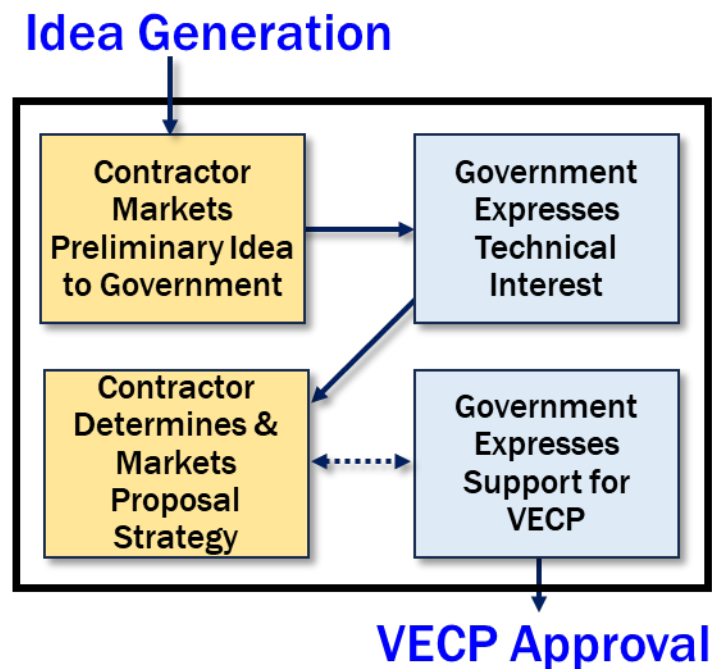 Idea Generation
Contractor
Markets
Preliminary Idea
to Government
Government
Expresses
Technical
Interest
Contractor
Determines &
Markets
Proposal
Strategy
Government
Expresses
Support for
VECP
VECP Approval